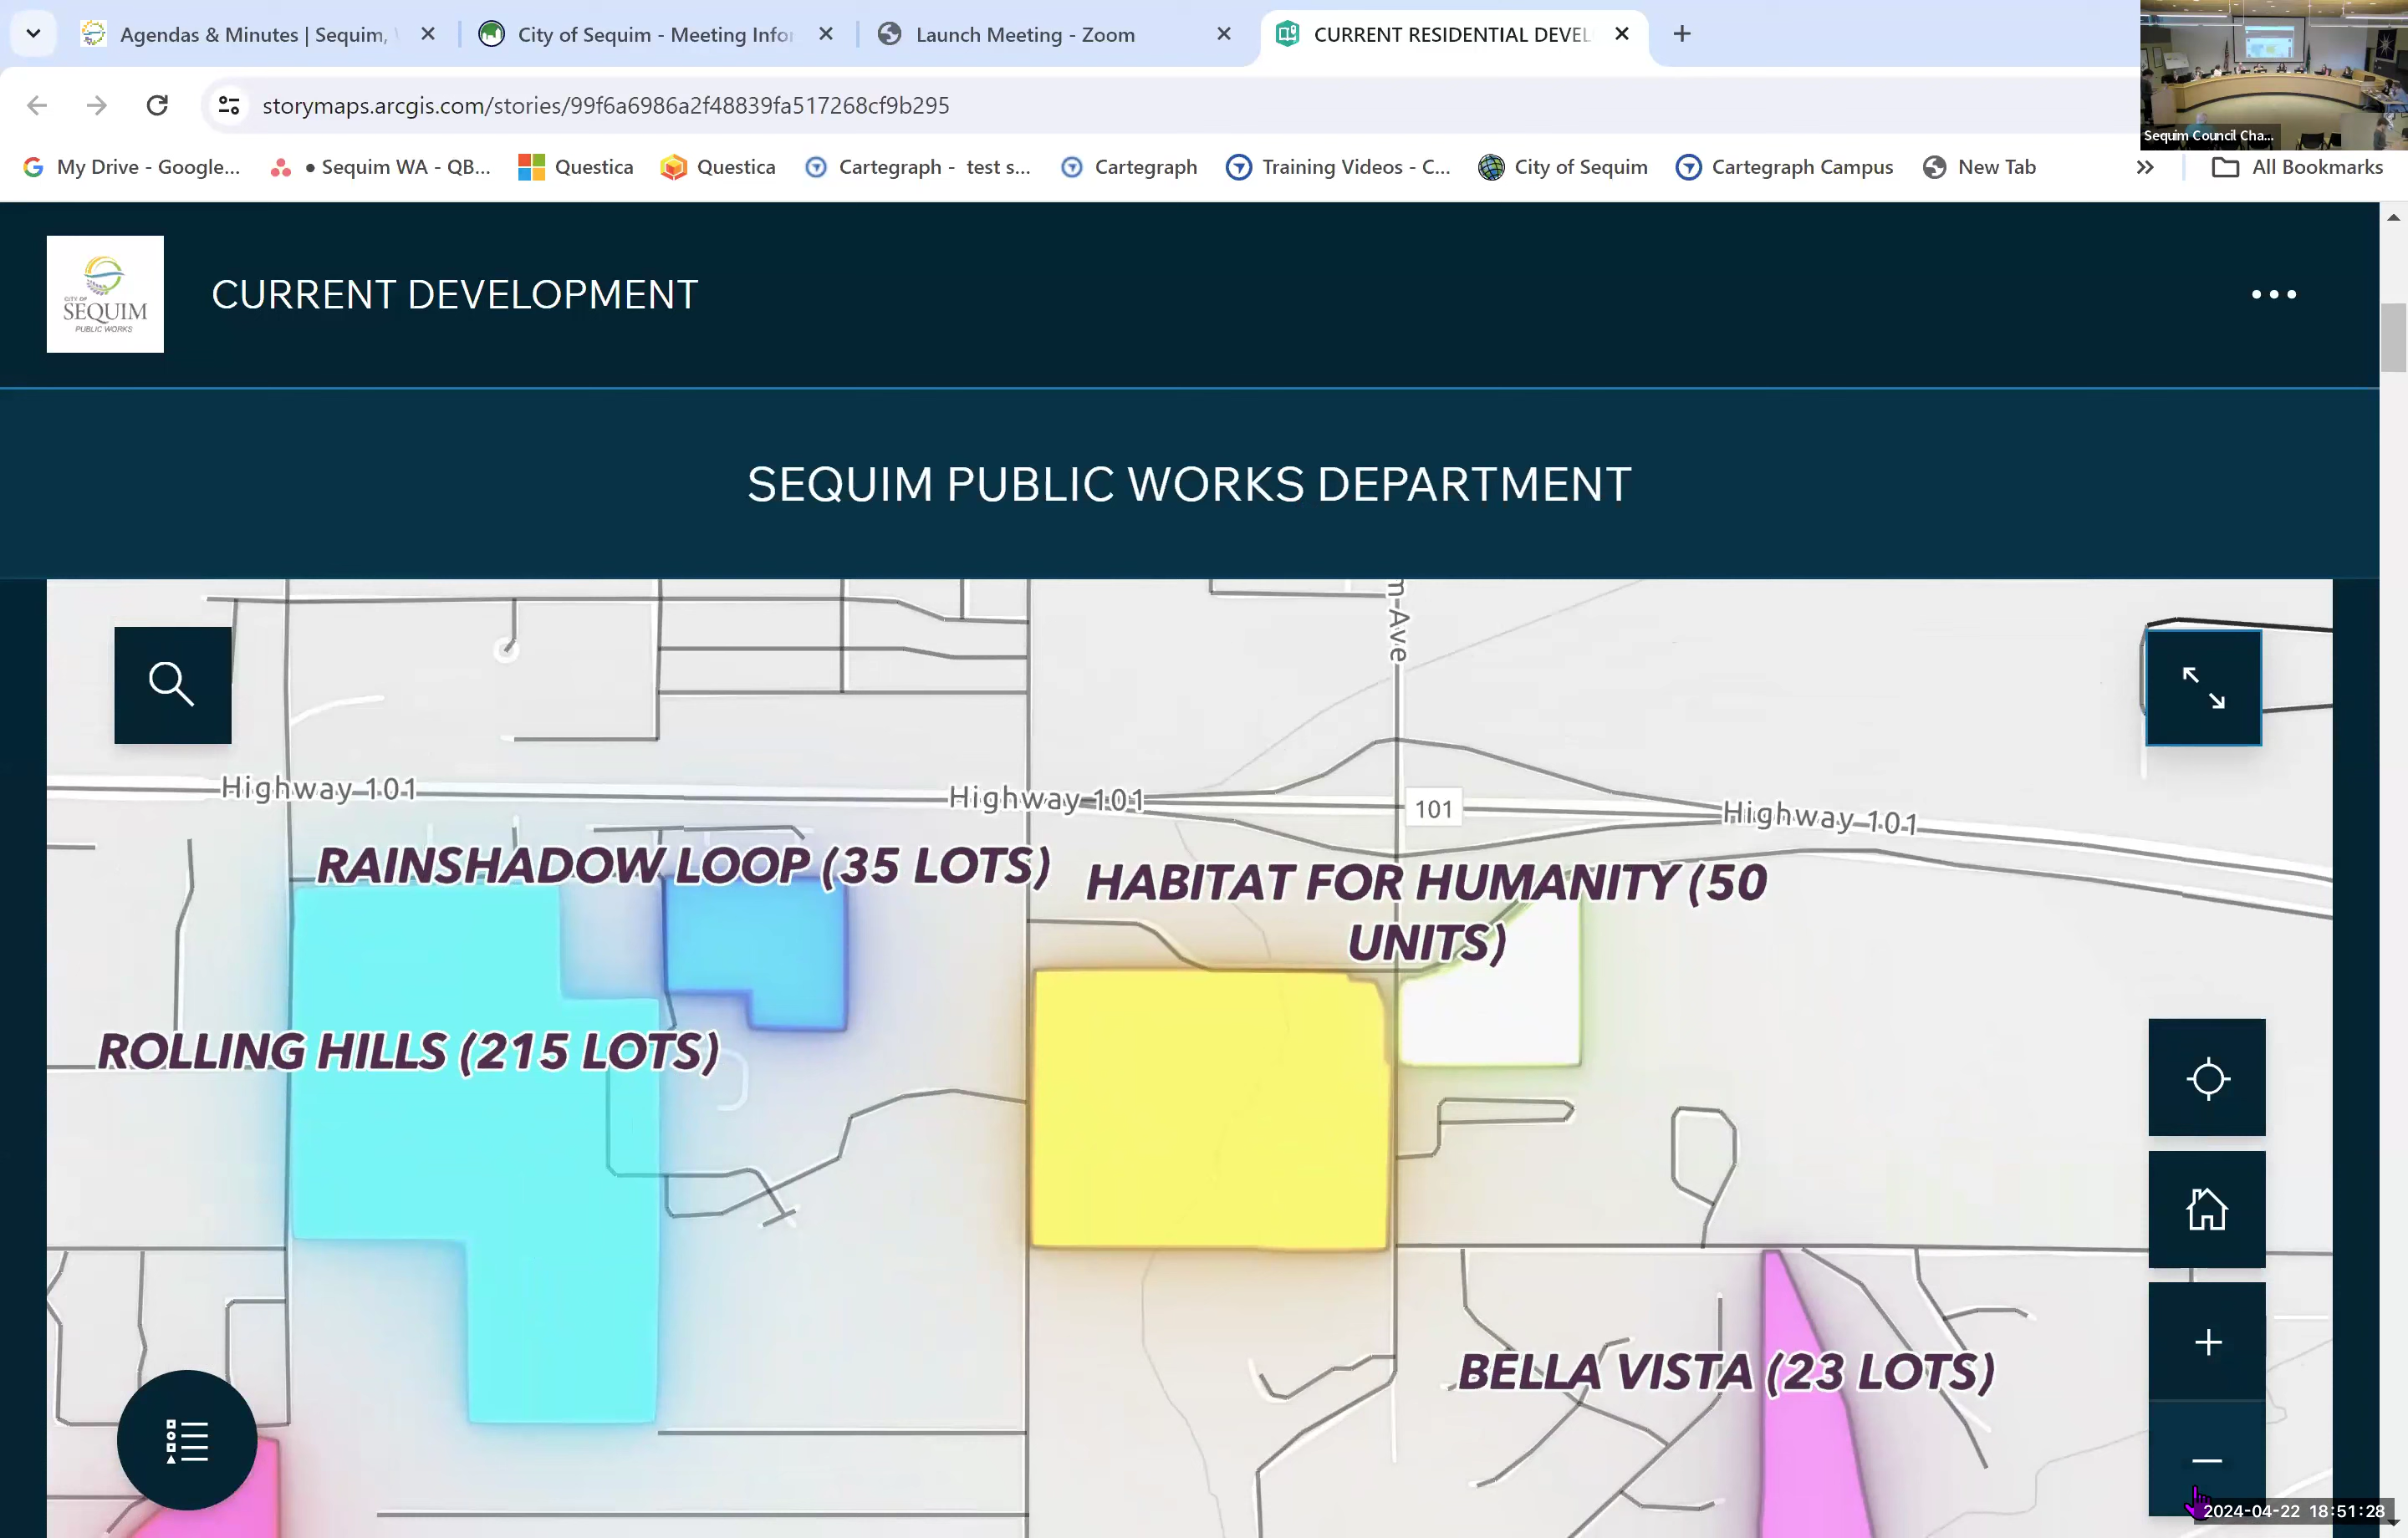 Agendas & Minutes | Sequim,
City of Sequim - Meeting Infor
Launch Meeting - Zoom
CURRENT RESIDENTIAL DEVEL
storymaps.arcgis.com/stories/99f6a6986a2f48839fa517268cf9b295
Sequim Council Cha...
My Drive - Google...
• Sequim WA - QB...
Questica
Questica
Cartegraph - test s...
Cartegraph
Training Videos - C...
City of Sequim
Cartegraph Campus
New Tab
All Bookmarks
CITY OF
SEQUIM
PUBLIC WORKS
CURRENT DEVELOPMENT
SEQUIM PUBLIC WORKS DEPARTMENT
m Ave
Highway 101
Highway 101
101
Highway 101
RAINSHADOW LOOP (35 LOTS)
HABITAT FOR HUMANITY (50
UNITS)
ROLLING HILLS (215 LOTS)
BELLA VISTA (23 LOTS)
2024-04-22 18:51:28